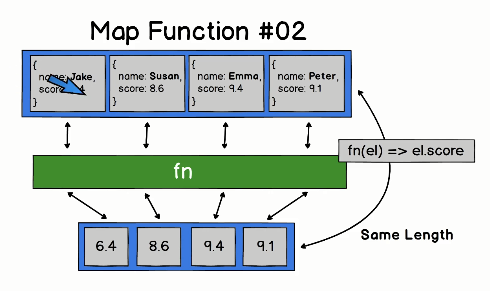 Map Function #02
{
name: Jake,
score: 4
}
{
name: Susan,
score: 8.6
}
{
name: Emma,
score: 9.4
}
{
name: Peter,
score: 9.1
}
fn(el) => el.score
fn
6.4
8.6
9.4
9.1
Same Length